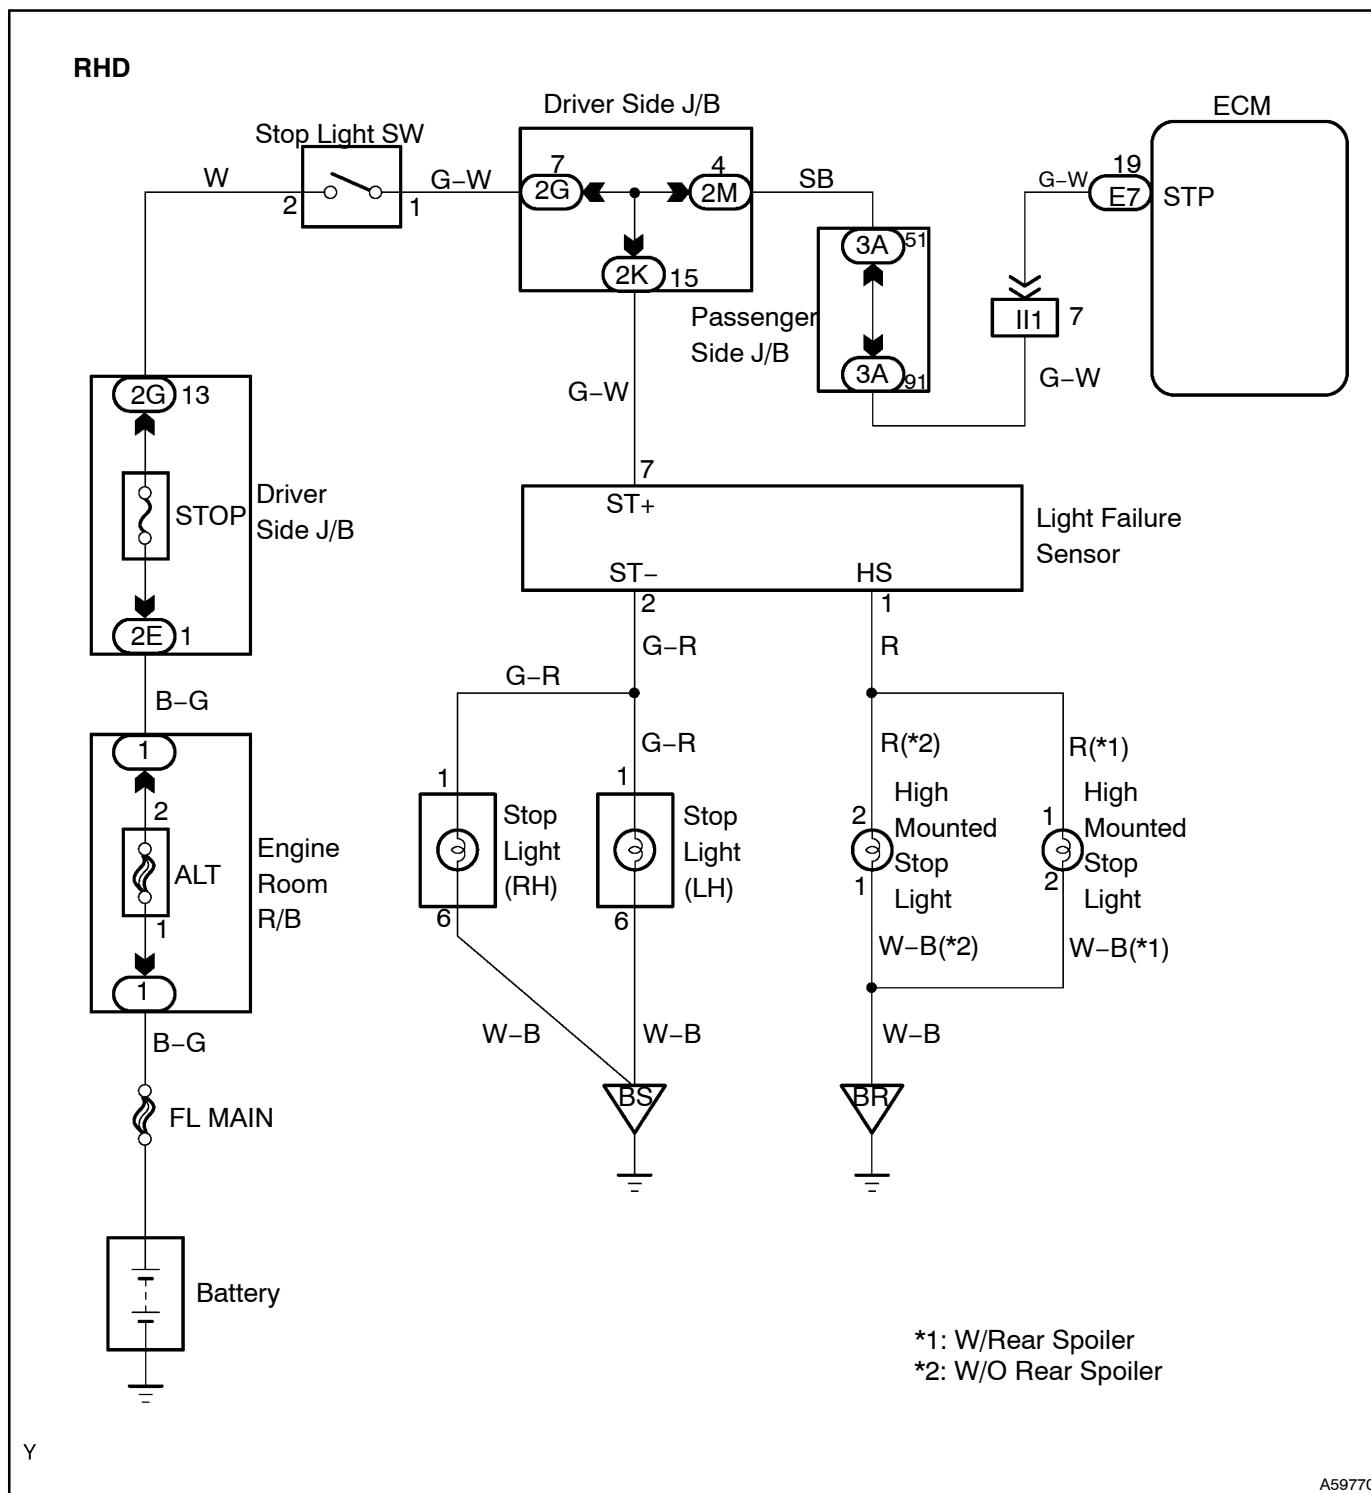 RHD
Driver Side J/B
ECM
Stop Light SW
W
2
1
G–W
7
2G
4
2M
SB
2K
15
3A
51
3A
91
Passenger
Side J/B
G–W
19
E7
STP
II1
7
G–W
G–W
2G
13
STOP
Driver
Side J/B
2E
1
B–G
7
ST+
ST–
HS
Light Failure
Sensor
2
1
G–R
R
G–R
G–R
R(*2)
R(*1)
1
2
ALT
1
1
Engine
Room
R/B
1
Stop
Light
(RH)
6
1
Stop
Light
(LH)
6
2
High
Mounted
Stop
Light
1
1
High
Mounted
Stop
Light
2
W–B(*2)
W–B(*1)
B–G
W–B
W–B
W–B
BS
BR
FL MAIN
Battery
*1: W/Rear Spoiler
*2: W/O Rear Spoiler
Y
A59770